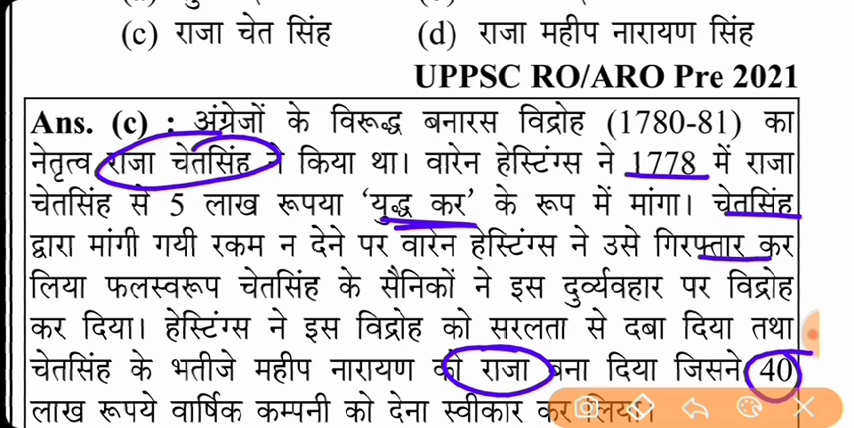 (c) राजा चेत सिंह (d) राजा महीप नारायण सिंह
UPPSC RO/ARO Pre 2021
Ans. (c) : अंग्रेजों के विरूद्ध बनारस विद्रोह (1780-81) का
नेतृत्व राजा चेतसिंह ने किया था। वारेन हेस्टिंग्स ने 1778 में राजा
चेतसिंह से 5 लाख रूपया ‘युद्ध कर’ के रूप में मांगा। चेतसिंह
द्वारा मांगी गयी रकम न देने पर वारेन हेस्टिंग्स ने उसे गिरफ्तार कर
लिया फलस्वरूप चेतसिंह के सैनिकों ने इस दुर्व्यवहार पर विद्रोह
कर दिया। हेस्टिंग्स ने इस विद्रोह को सरलता से दबा दिया तथा
चेतसिंह के भतीजे महीप नारायण को राजा बना दिया जिसने 40
लाख रूपये वार्षिक कम्पनी को देना स्वीकार कर लिया।